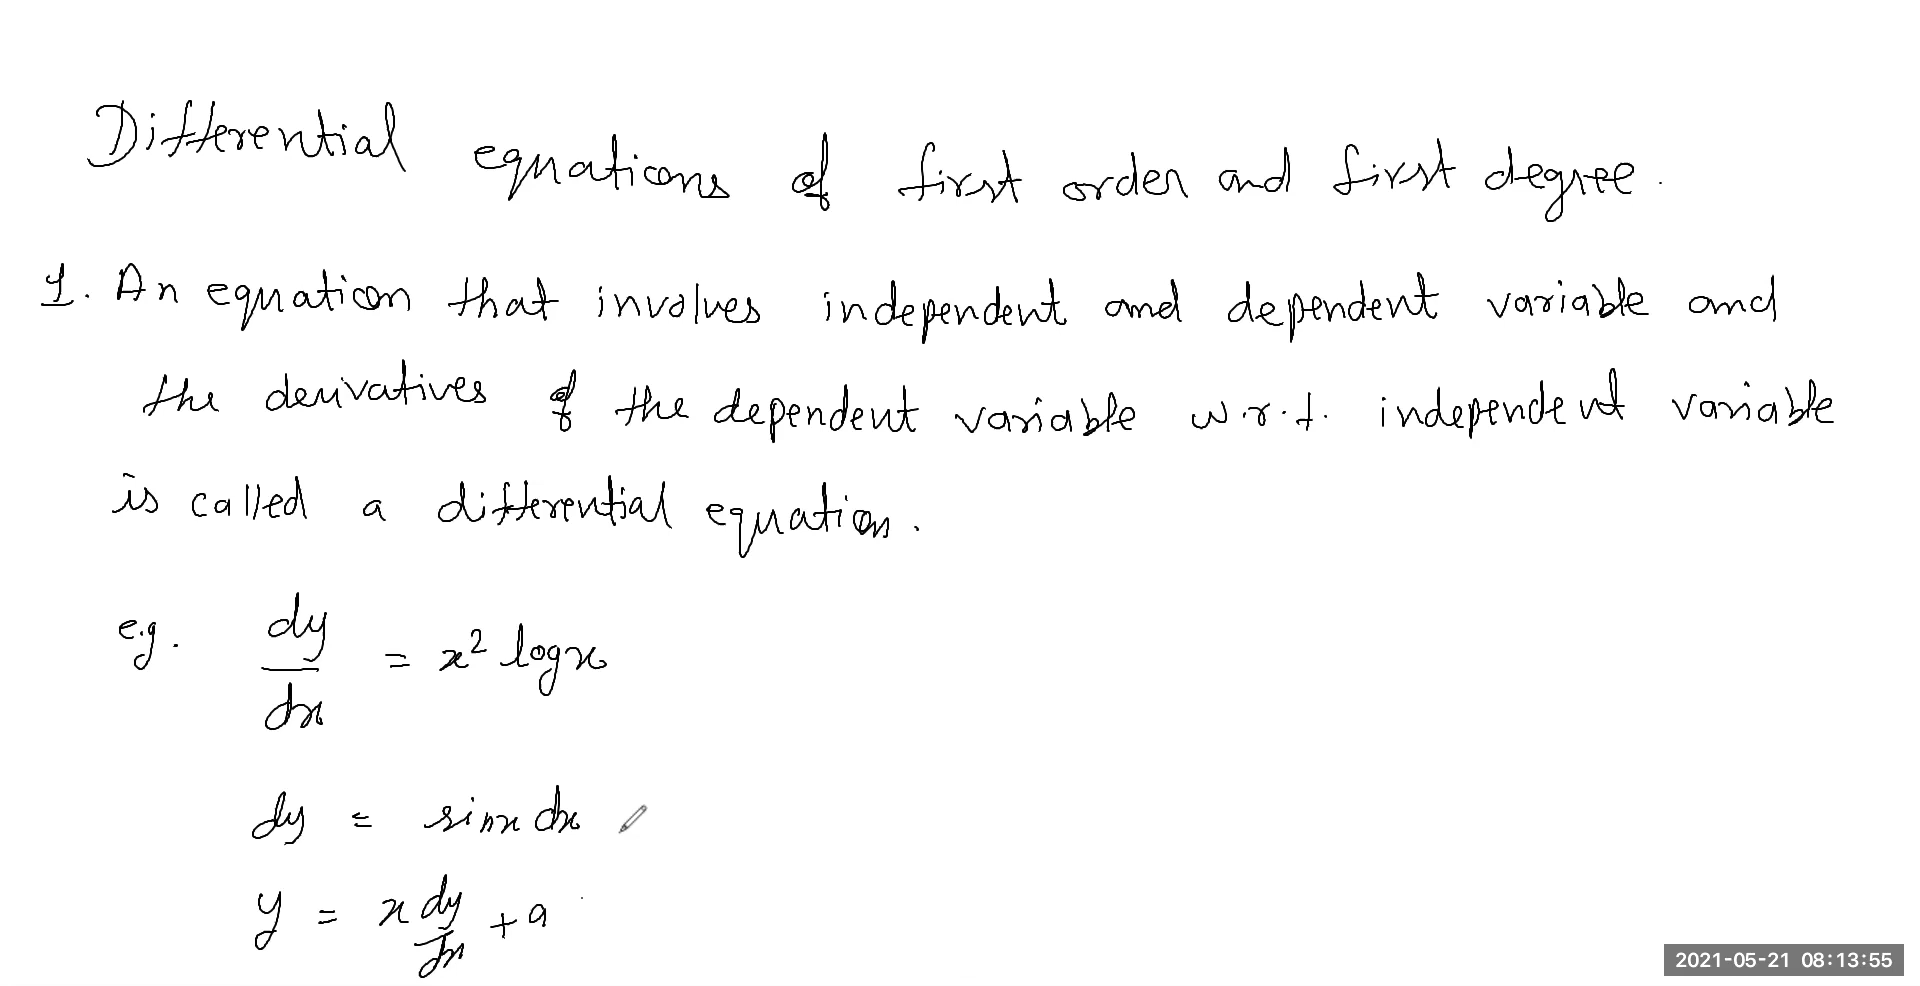 Differential equations of first order and first degree.
1. An equation that involves independent and dependent variable and
the derivatives of the dependent variable w.r.t. independent variable
is called a differential equation.
e.g. dy/dx = x² log x
dy = sin x dx
y = x dy/dx + a
2021-05-21 08:13:55